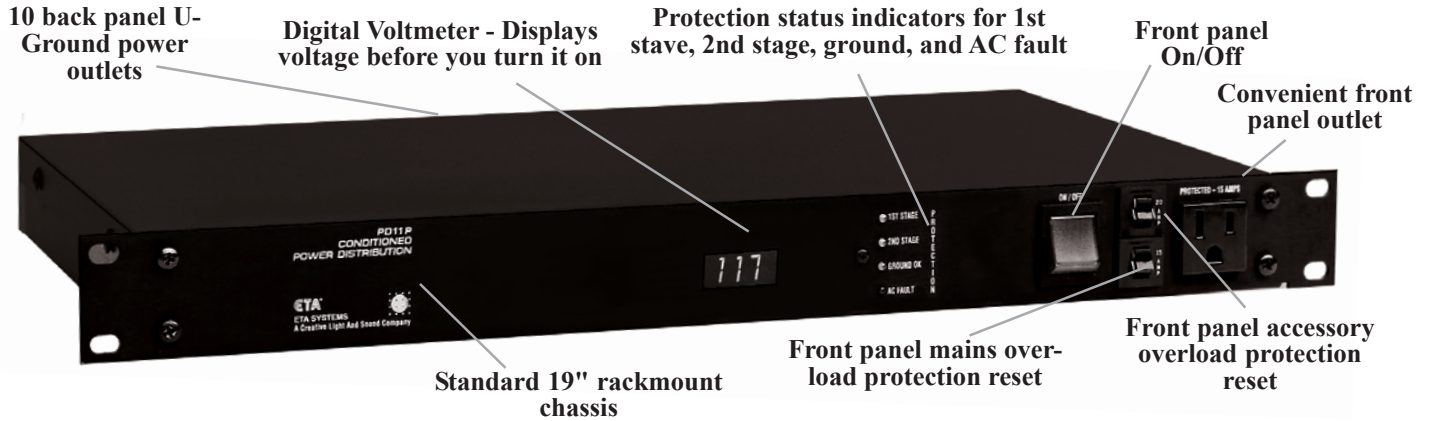 10 back panel U-
Ground power
outlets
Digital Voltmeter - Displays
voltage before you turn it on
Protection status indicators for 1st
stave, 2nd stage, ground, and AC fault
Front panel
On/Off
Convenient front
panel outlet
PD11P
CONDITIONED
POWER DISTRIBUTION
ETA
ETA SYSTEMS
A Creative Light And Sound Company
117
1ST STAGE
2ND STAGE
GROUND OK
AC FAULT
PROTECTION
ON / OFF
20 AMP
15 AMP
PROTECTED - 15 AMPS
Standard 19" rackmount
chassis
Front panel mains over-
load protection reset
Front panel accessory
overload protection
reset